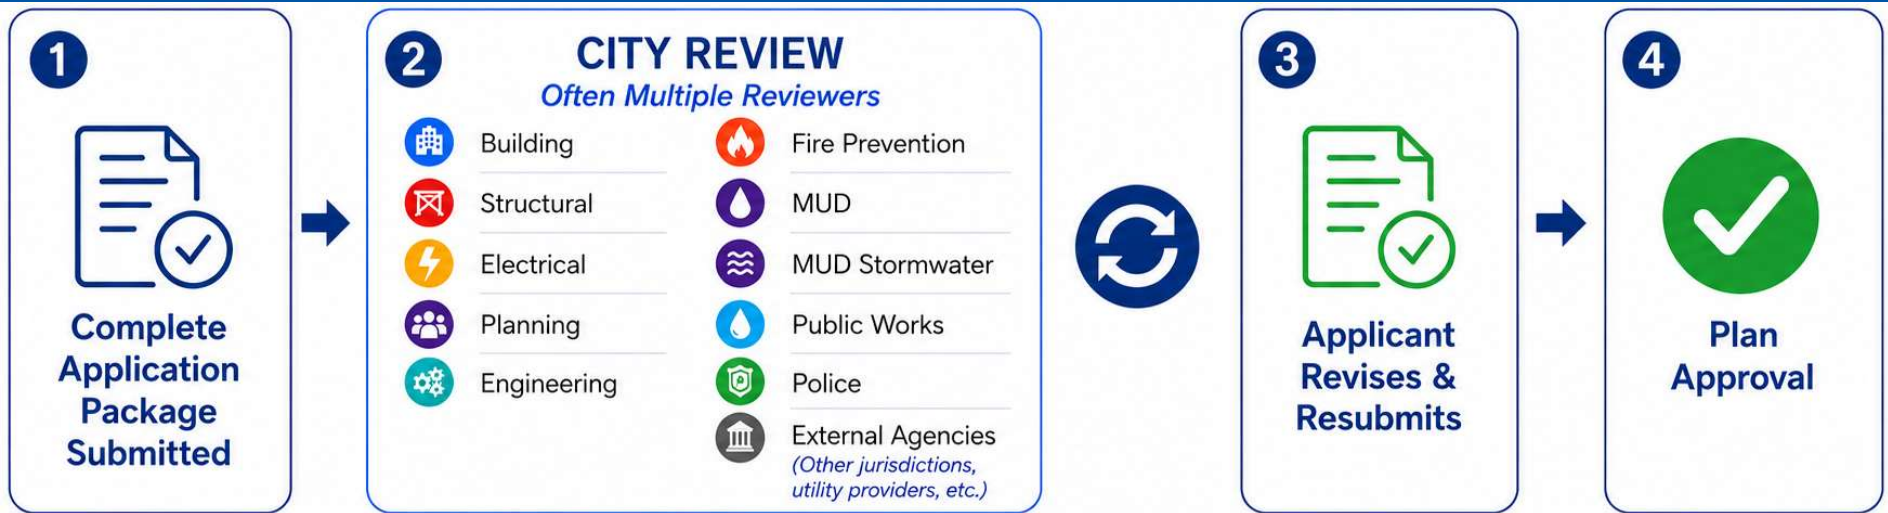 1
Complete
Application
Package
Submitted
2
CITY REVIEW
Often Multiple Reviewers
Building
Structural
Electrical
Planning
Engineering
Fire Prevention
MUD
MUD Stormwater
Public Works
Police
External Agencies
(Other jurisdictions,
utility providers, etc.)
3
Applicant
Revises &
Resubmits
4
Plan
Approval